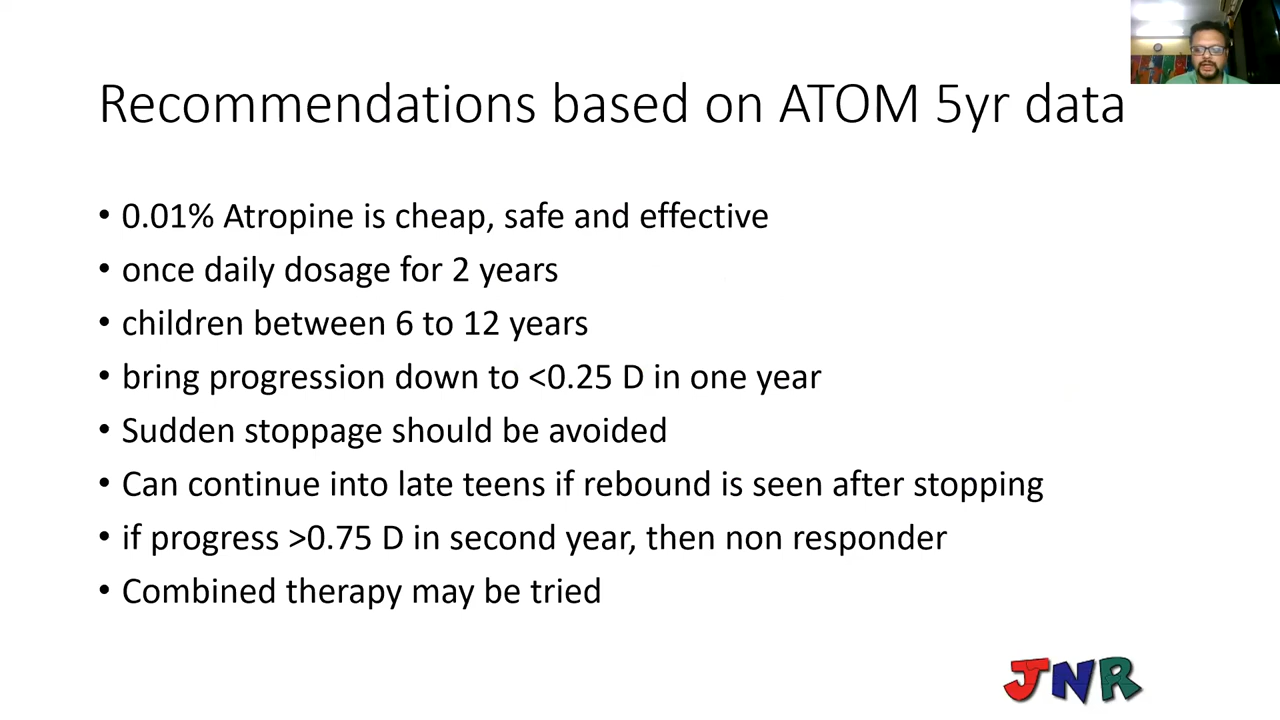 Recommendations based on ATOM 5yr data
• 0.01% Atropine is cheap, safe and effective
• once daily dosage for 2 years
• children between 6 to 12 years
• bring progression down to <0.25 D in one year
• Sudden stoppage should be avoided
• Can continue into late teens if rebound is seen after stopping
• if progress >0.75 D in second year, then non responder
• Combined therapy may be tried
JNR